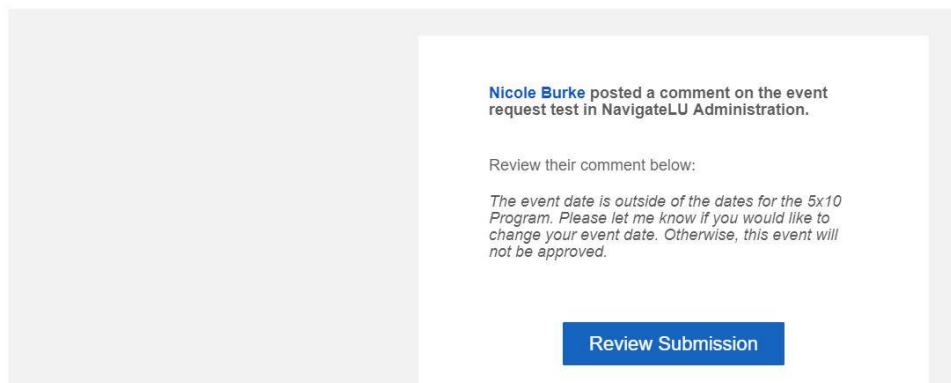 Nicole Burke posted a comment on the event
request test in NavigateLU Administration.
Review their comment below:
The event date is outside of the dates for the 5x10
Program. Please let me know if you would like to
change your event date. Otherwise, this event will
not be approved.
Review Submission